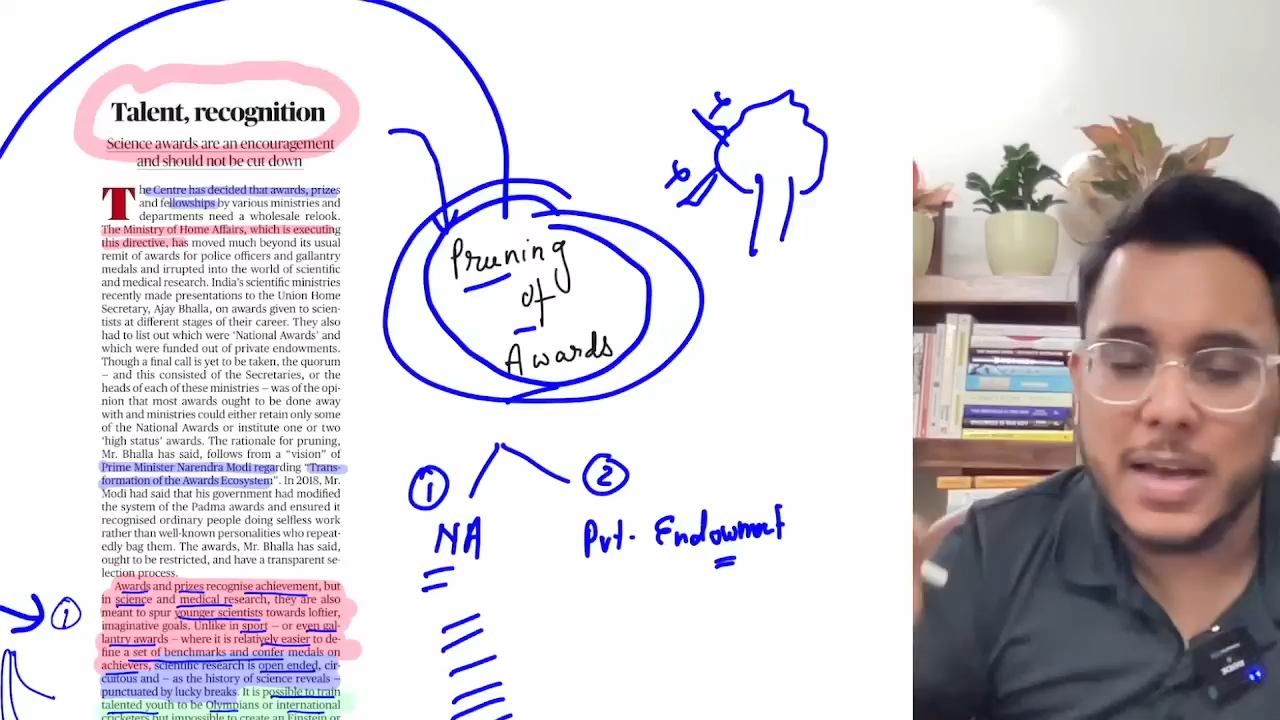 Talent, recognition
Science awards are an encouragement
and should not be cut down
The Centre has decided that awards, prizes
and fellowships by various ministries and
departments need a wholesale relook.
The Ministry of Home Affairs, which is executing
this directive, has moved much beyond its usual
remit of awards for police officers and gallantry
medals and irrupted into the world of scientific
and medical research. India's scientific ministries
recently made presentations to the Union Home
Secretary, Ajay Bhalla, on awards given to scien-
tists at different stages of their career. They also
had to list out which were 'National Awards' and
which were funded out of private endowments.
Though a final call is yet to be taken, the quorum
– and this consisted of the Secretaries, or the
heads of each of these ministries – was of the opi-
nion that most awards ought to be done away
with and ministries could either retain only some
of the National Awards or institute one or two
'high status' awards. The rationale for pruning,
Mr. Bhalla has said, follows from a "vision" of
Prime Minister Narendra Modi regarding "Trans-
formation of the Awards Ecosystem". In 2018, Mr.
Modi had said that his government had modified
the system of the Padma awards and ensured it
recognised ordinary people doing selfless work
rather than well-known personalities who repeat-
edly bag them. The awards, Mr. Bhalla has said,
ought to be restricted, and have a transparent se-
lection process.
Awards and prizes recognise achievement, but
in science and medical research, they are also
meant to spur younger scientists towards loftier,
imaginative goals. Unlike in sport – or even gal-
lantry awards – where it is relatively easier to de-
fine a set of benchmarks and confer medals on
achievers, scientific research is open ended, cir-
cuitous and – as the history of science reveals –
punctuated by lucky breaks. It is possible to train
talented youth to be Olympians or international
cricketers but impossible to create an Einstein or
Pruning
of
Awards
1
2
NA
Pvt. Endowment
1